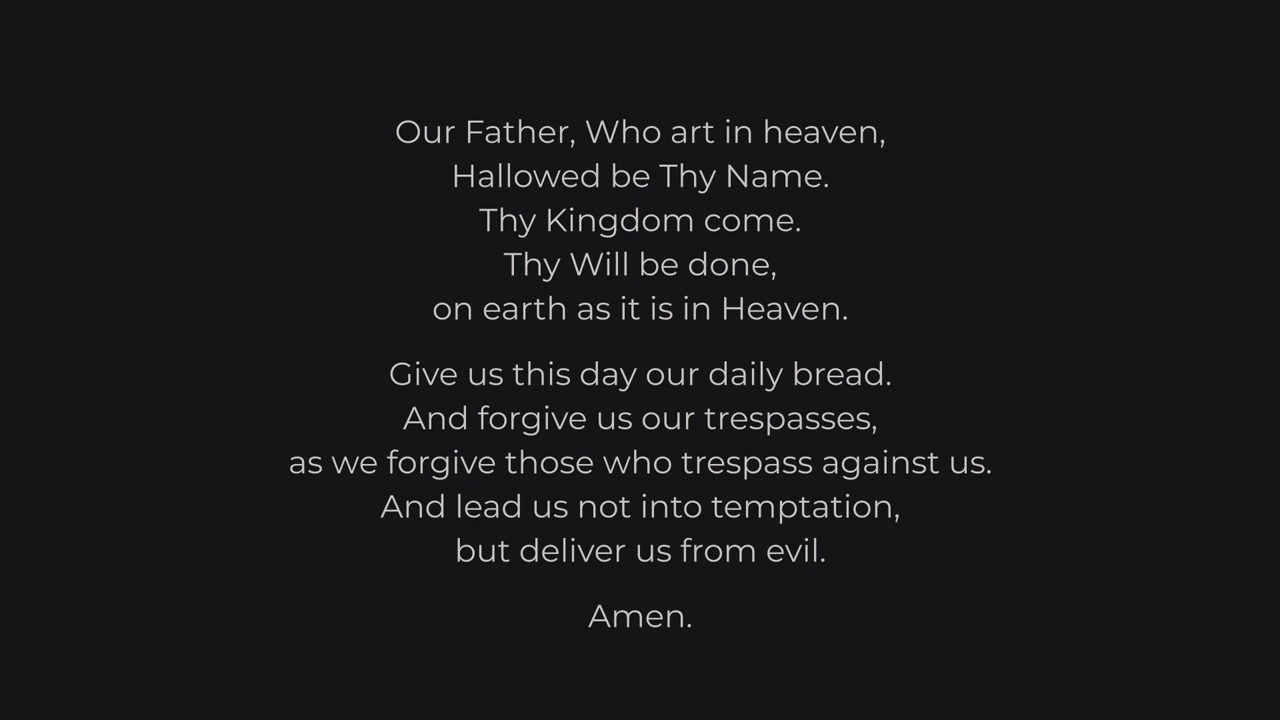 Our Father, Who art in heaven,
Hallowed be Thy Name.
Thy Kingdom come.
Thy Will be done,
on earth as it is in Heaven.
Give us this day our daily bread.
And forgive us our trespasses,
as we forgive those who trespass against us.
And lead us not into temptation,
but deliver us from evil.
Amen.